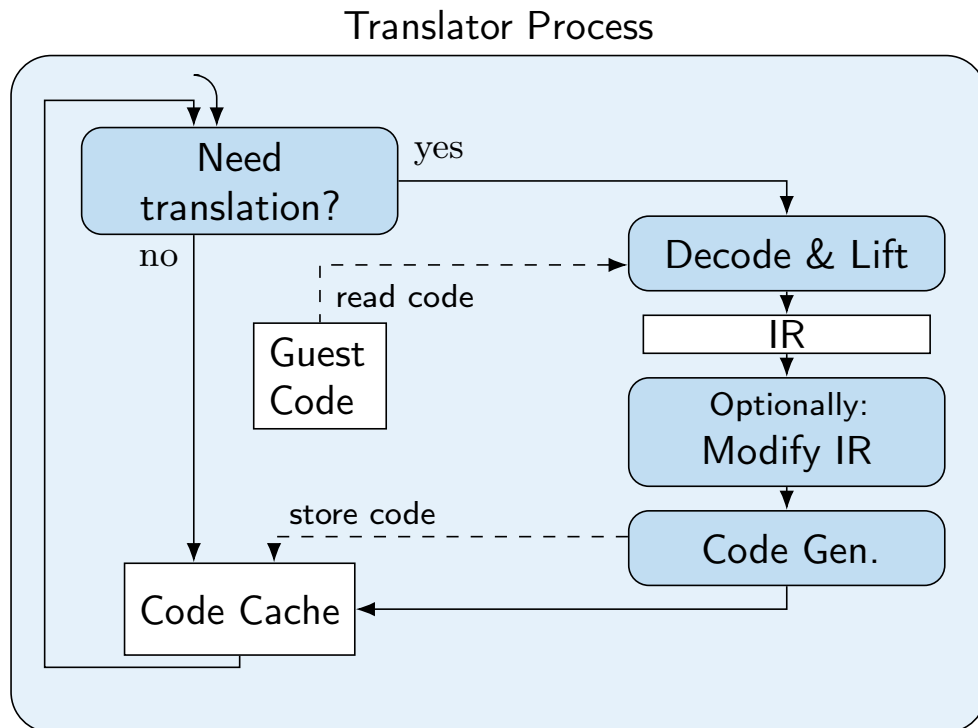 Translator Process
Need
translation?
yes
no
Decode & Lift
read code
IR
Guest
Code
Optionally:
Modify IR
store code
Code Gen.
Code Cache